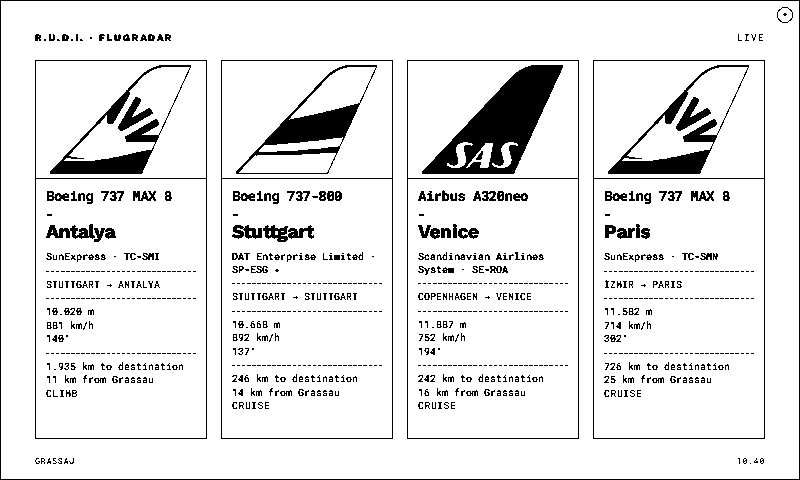 R.U.D.I. · FLUGRADAR
LIVE
Boeing 737 MAX 8
-
Antalya
SunExpress · TC-SMI
STUTTGART → ANTALYA
10.020 m
881 km/h
140°
1.935 km to destination
11 km from Grassau
CLIMB
Boeing 737-800
-
Stuttgart
DAT Enterprise Limited ·
SP-ESG ✦
STUTTGART → STUTTGART
10.668 m
892 km/h
137°
246 km to destination
14 km from Grassau
CRUISE
SAS
Airbus A320neo
-
Venice
Scandinavian Airlines
System · SE-ROA
COPENHAGEN → VENICE
11.887 m
752 km/h
194°
242 km to destination
16 km from Grassau
CRUISE
Boeing 737 MAX 8
-
Paris
SunExpress · TC-SMN
IZMIR → PARIS
11.582 m
714 km/h
302°
726 km to destination
25 km from Grassau
CRUISE
GRASSAU
10.40